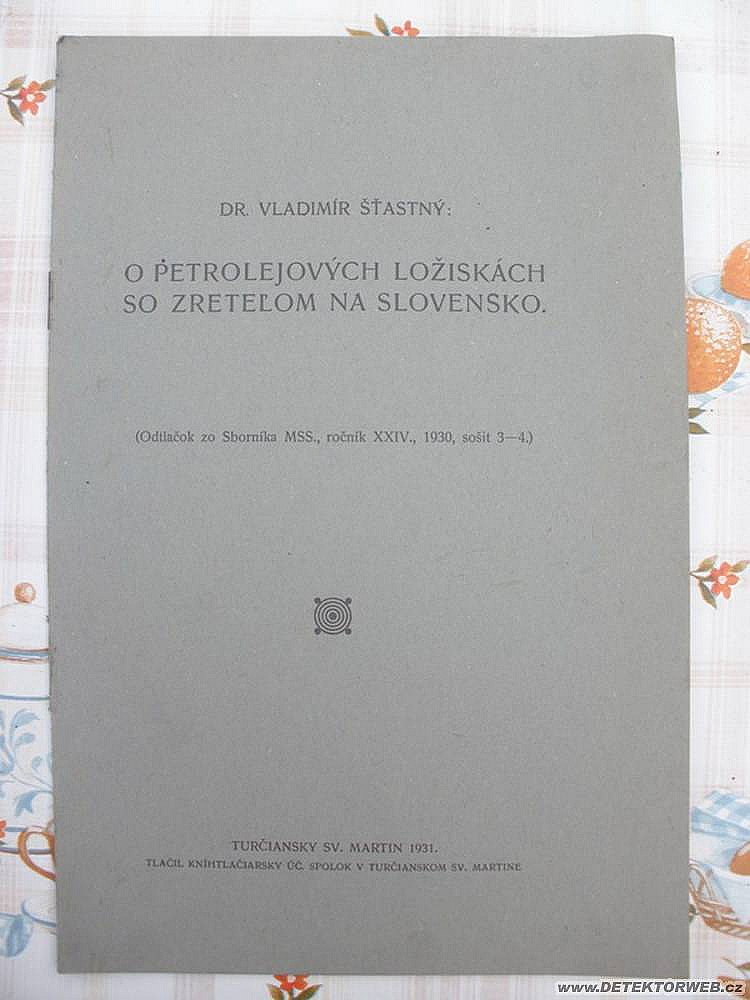 DR. VLADIMÍR ŠŤASTNÝ:
O PETROLEJOVÝCH LOŽISKÁCH
SO ZRETEĽOM NA SLOVENSKO.
(Odtlačok zo Sborníka MSS., ročník XXIV., 1930, sošit 3—4.)
TURČIANSKY SV. MARTIN 1931.
TLAČIL KNÍHTLAČIARSKY ÚČ. SPOLOK V TURČIANSKOM SV. MARTINE
www.DETEKTORWEB.cz